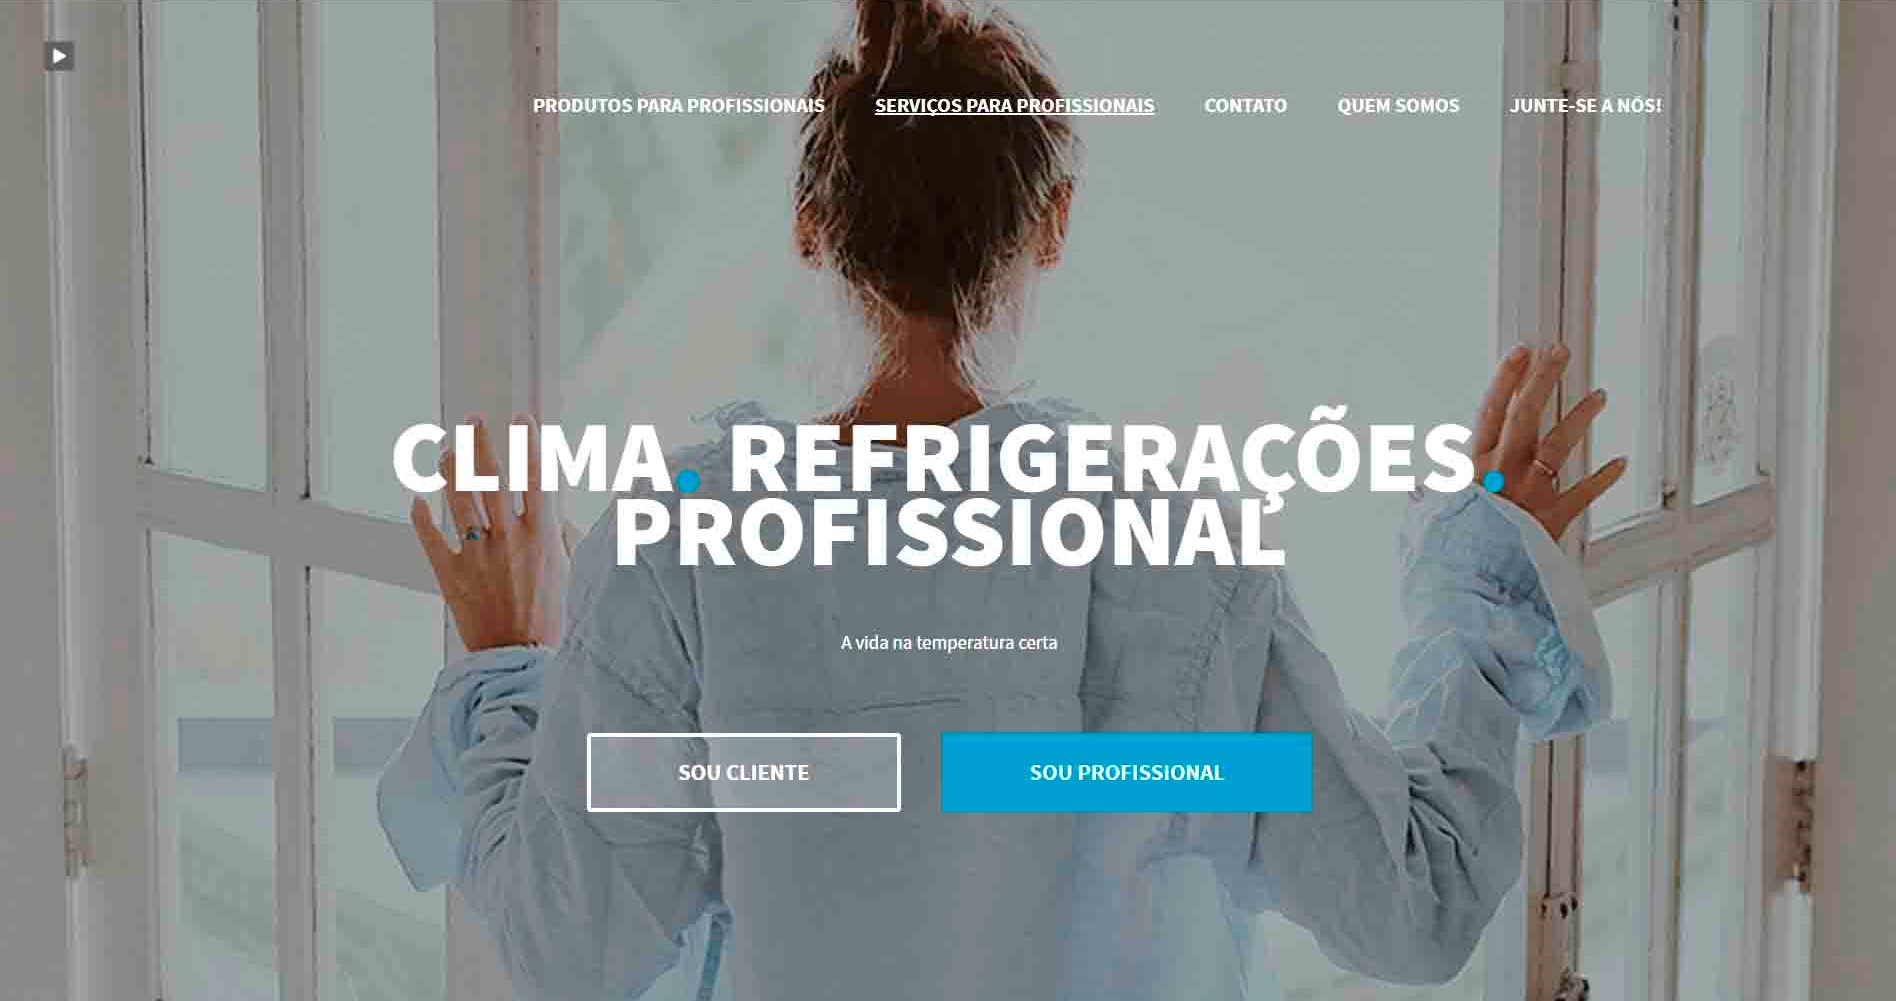 PRODUTOS PARA PROFISSIONAIS SERVIÇOS PARA PROFISSIONAIS CONTATO QUEM SOMOS JUNTE-SE A NÓS!
CLIMA. REFRIGERAÇÕES.
PROFISSIONAL
A vida na temperatura certa
SOU CLIENTE SOU PROFISSIONAL